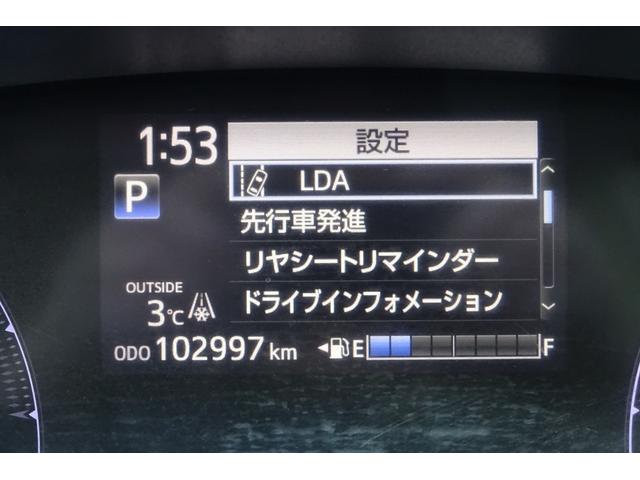 1:53
設定
LDA
P
先行車発進
リヤシートリマインダー
OUTSIDE
3℃
ドライブインフォメーション
ODO 102997 km
E F